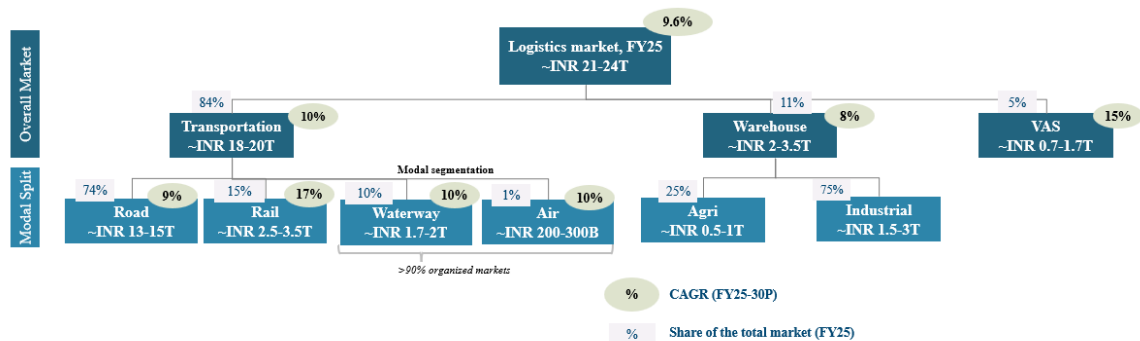 Overall Market
9.6%
Logistics market, FY25
~INR 21-24T
84%
Transportation
~INR 18-20T
10%
11%
Warehouse
~INR 2-3.5T
8%
5%
VAS
~INR 0.7-1.7T
15%
Modal Split
Modal segmentation
74%
Road
~INR 13-15T
9%
15%
Rail
~INR 2.5-3.5T
17%
10%
Waterway
~INR 1.7-2T
10%
1%
Air
~INR 200-300B
10%
25%
Agri
~INR 0.5-1T
75%
Industrial
~INR 1.5-3T
>90% organized markets
% CAGR (FY25-30P)
% Share of the total market (FY25)